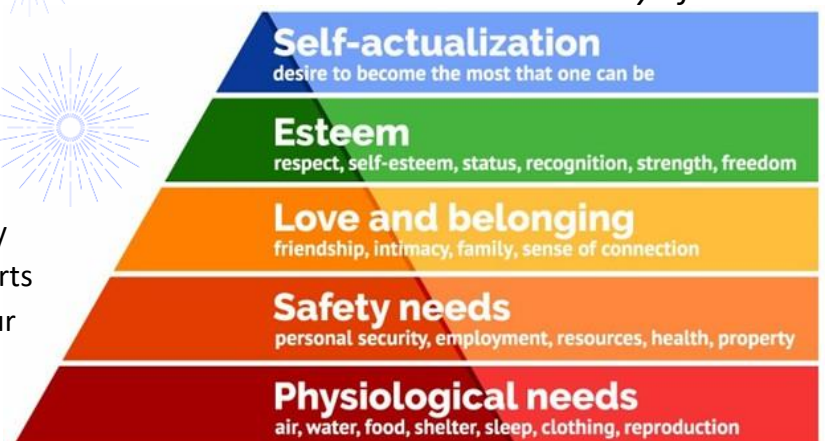 Self-actualization
desire to become the most that one can be
Esteem
respect, self-esteem, status, recognition, strength, freedom
Love and belonging
friendship, intimacy, family, sense of connection
Safety needs
personal security, employment, resources, health, property
Physiological needs
air, water, food, shelter, sleep, clothing, reproduction